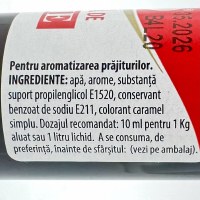 DE
E
.2026
Pentru aromatizarea prăjiturilor.
INGREDIENTE: apă, arome, substanță
suport propilenglicol E1520, conservant
benzoat de sodiu E211, colorant caramel
simplu. Dozajul recomandat: 10 ml pentru 1 Kg
aluat sau 1 litru lichid. A se consuma, de
preferință, înainte de sfârșitul: (vezi pe ambalaj).